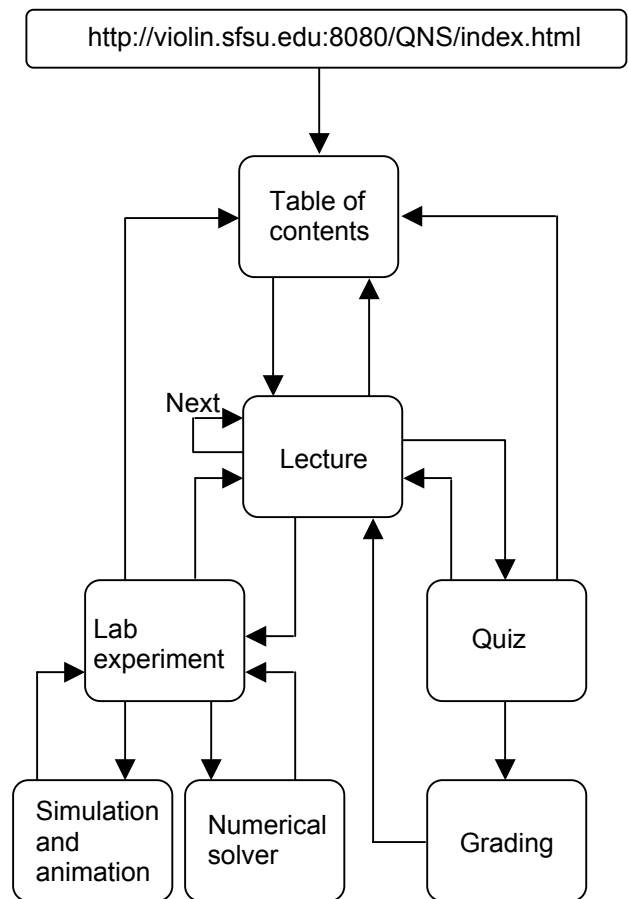 http://violin.sfsu.edu:8080/QNS/index.html
Table of
contents
Next
Lecture
Lab
experiment
Quiz
Simulation
and
animation
Numerical
solver
Grading